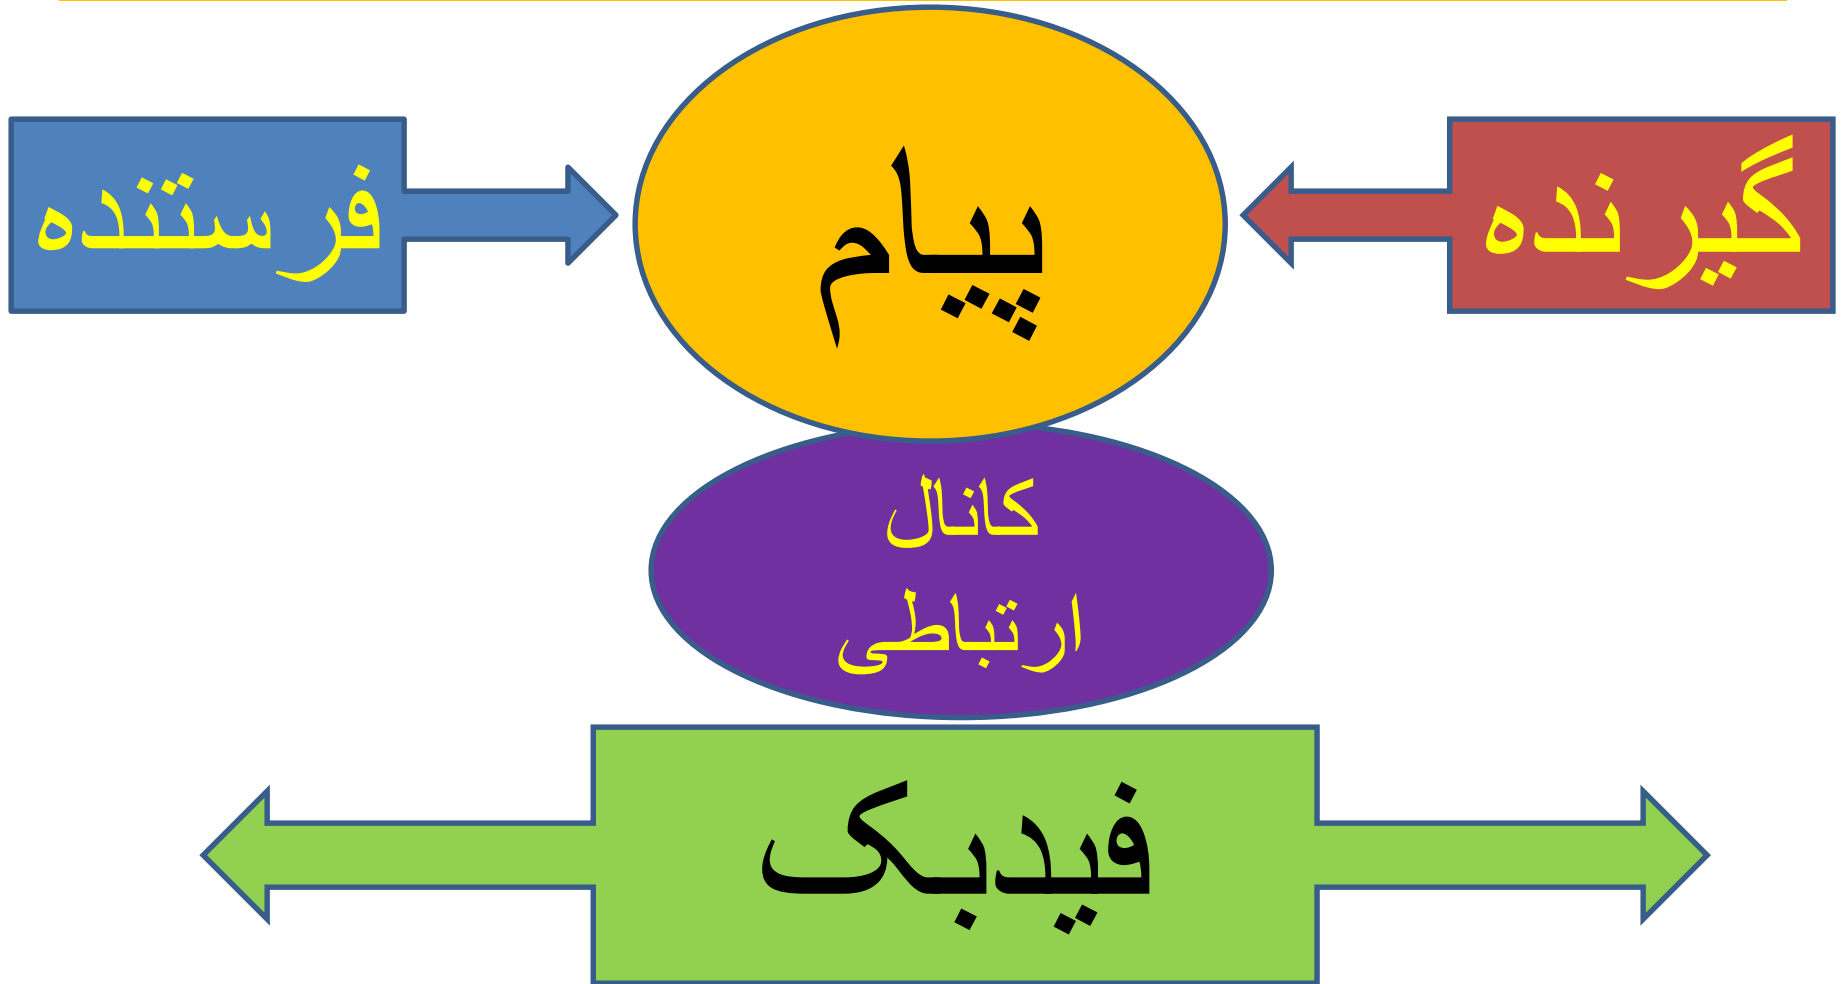 گیرنده
پیام
فرستنده
کانال
ارتباطی
فیدبک